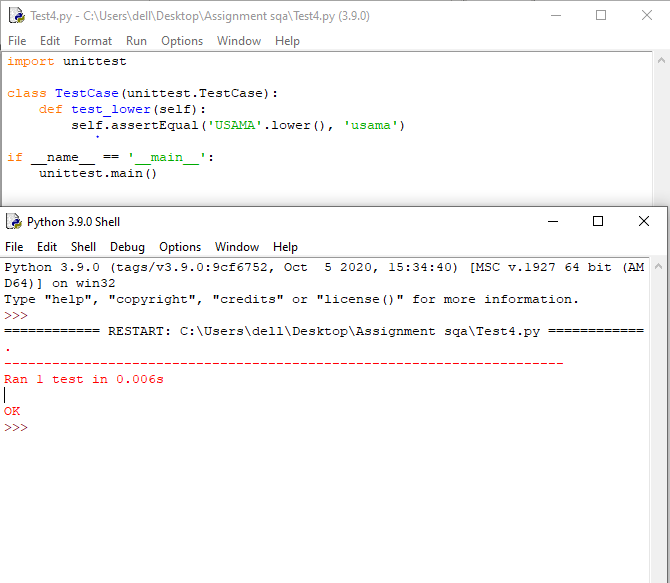 Test4.py - C:\Users\dell\Desktop\Assignment sqa\Test4.py (3.9.0)
File Edit Format Run Options Window Help
import unittest
class TestCase(unittest.TestCase):
    def test_lower(self):
        self.assertEqual('USAMA'.lower(), 'usama')
if __name__ == '__main__':
    unittest.main()
Python 3.9.0 Shell
File Edit Shell Debug Options Window Help
Python 3.9.0 (tags/v3.9.0:9cf6752, Oct  5 2020, 15:34:40) [MSC v.1927 64 bit (AM
D64)] on win32
Type "help", "copyright", "credits" or "license()" for more information.
>>>
============ RESTART: C:\Users\dell\Desktop\Assignment sqa\Test4.py ============
.
----------------------------------------------------------------------
Ran 1 test in 0.006s
OK
>>>